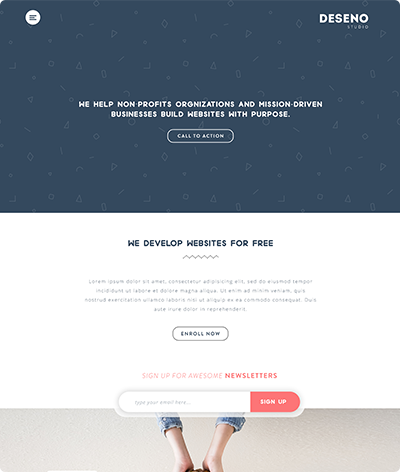 DESENO
STUDIO
WE HELP NON-PROFITS ORGNIZATIONS AND MISSION-DRIVEN
BUSINESSES BUILD WEBSITES WITH PURPOSE.
CALL TO ACTION
WE DEVELOP WEBSITES FOR FREE
Lorem ipsum dolor sit amet, consectetur adipisicing elit, sed do eiusmod tempor
incididunt ut labore et dolore magna aliqua. Ut enim ad minim veniam, quis
nostrud exercitation ullamco laboris nisi ut aliquip ex ea commodo consequat. Duis
aute irure dolor in reprehenderit.
ENROLL NOW
SIGN UP FOR AWESOME NEWSLETTERS
type your email here...
SIGN UP